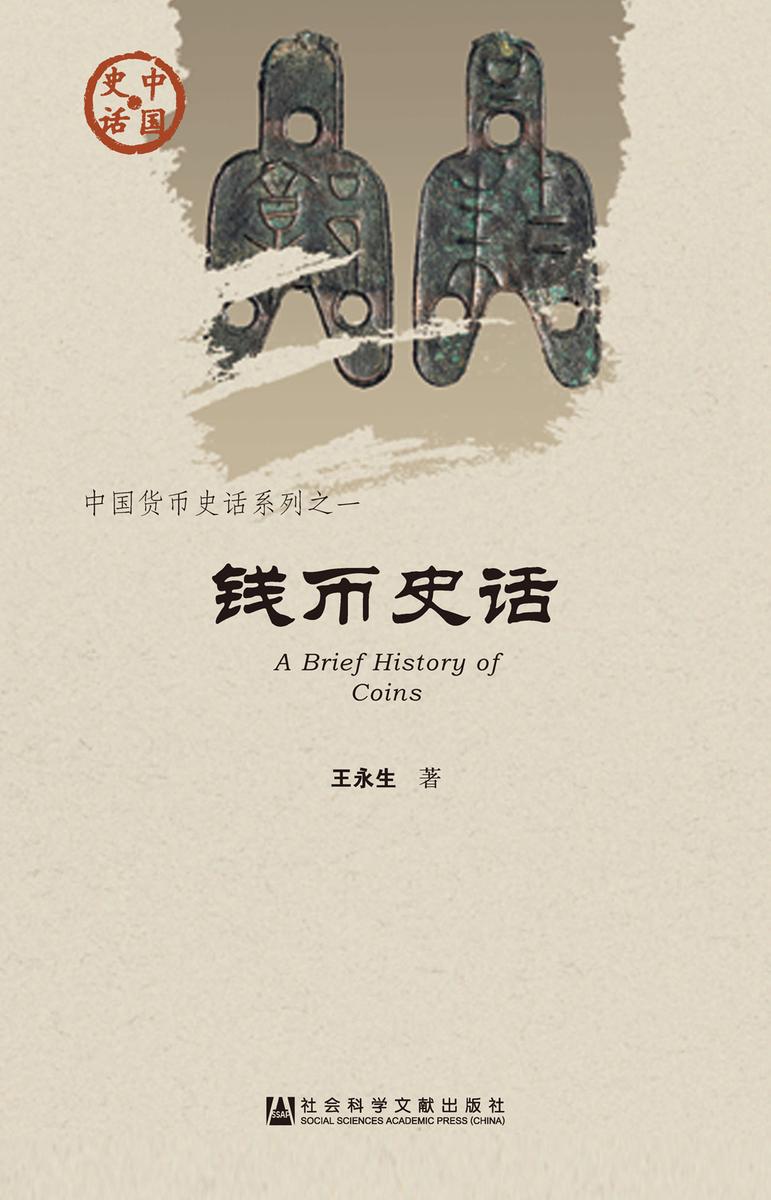 中国
史话
中国货币史话系列之一
钱币史话
A Brief History of
Coins
王永生 著
SSAP
社会科学文献出版社
SOCIAL SCIENCES ACADEMIC PRESS (CHINA)